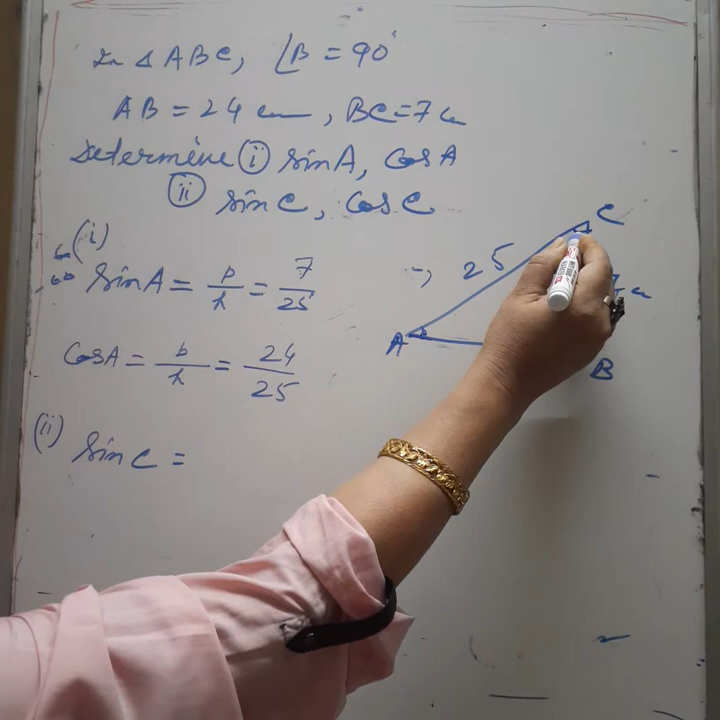 In △ABC, ∠B = 90°
AB = 24 cm, BC = 7 cm
Determine (i) sin A, cos A
(ii) sin C, cos C
(i)
sin A = p/h = 7/25
cos A = b/h = 24/25
(ii) sin C =
C
25
A
B